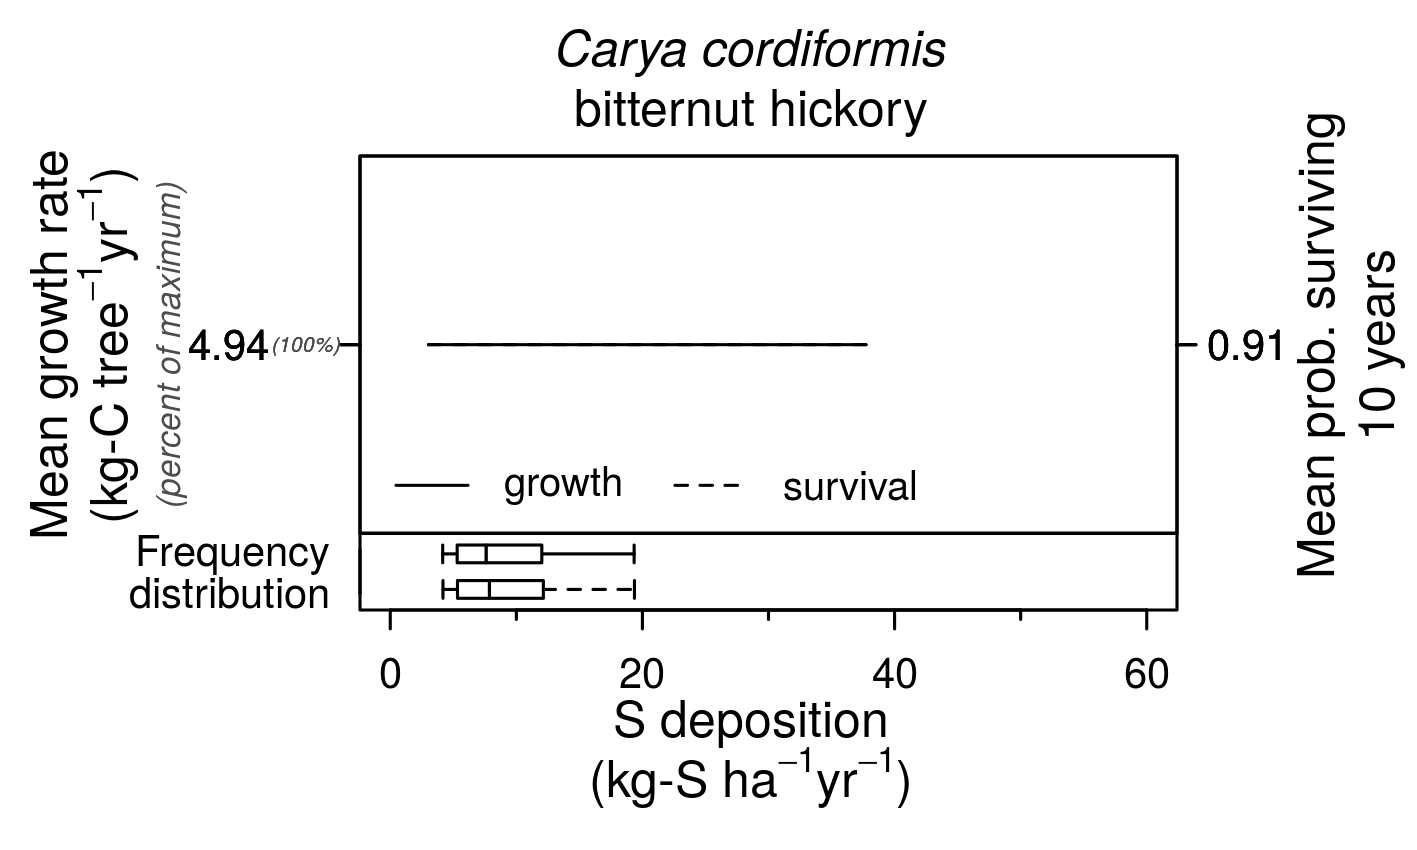 Carya cordiformis
bitternut hickory
Mean growth rate
(kg-C tree⁻¹yr⁻¹)
(percent of maximum)
4.94 (100%)
0.91
Mean prob. surviving
10 years
growth
survival
Frequency
distribution
0 20 40 60
S deposition
(kg-S ha⁻¹yr⁻¹)